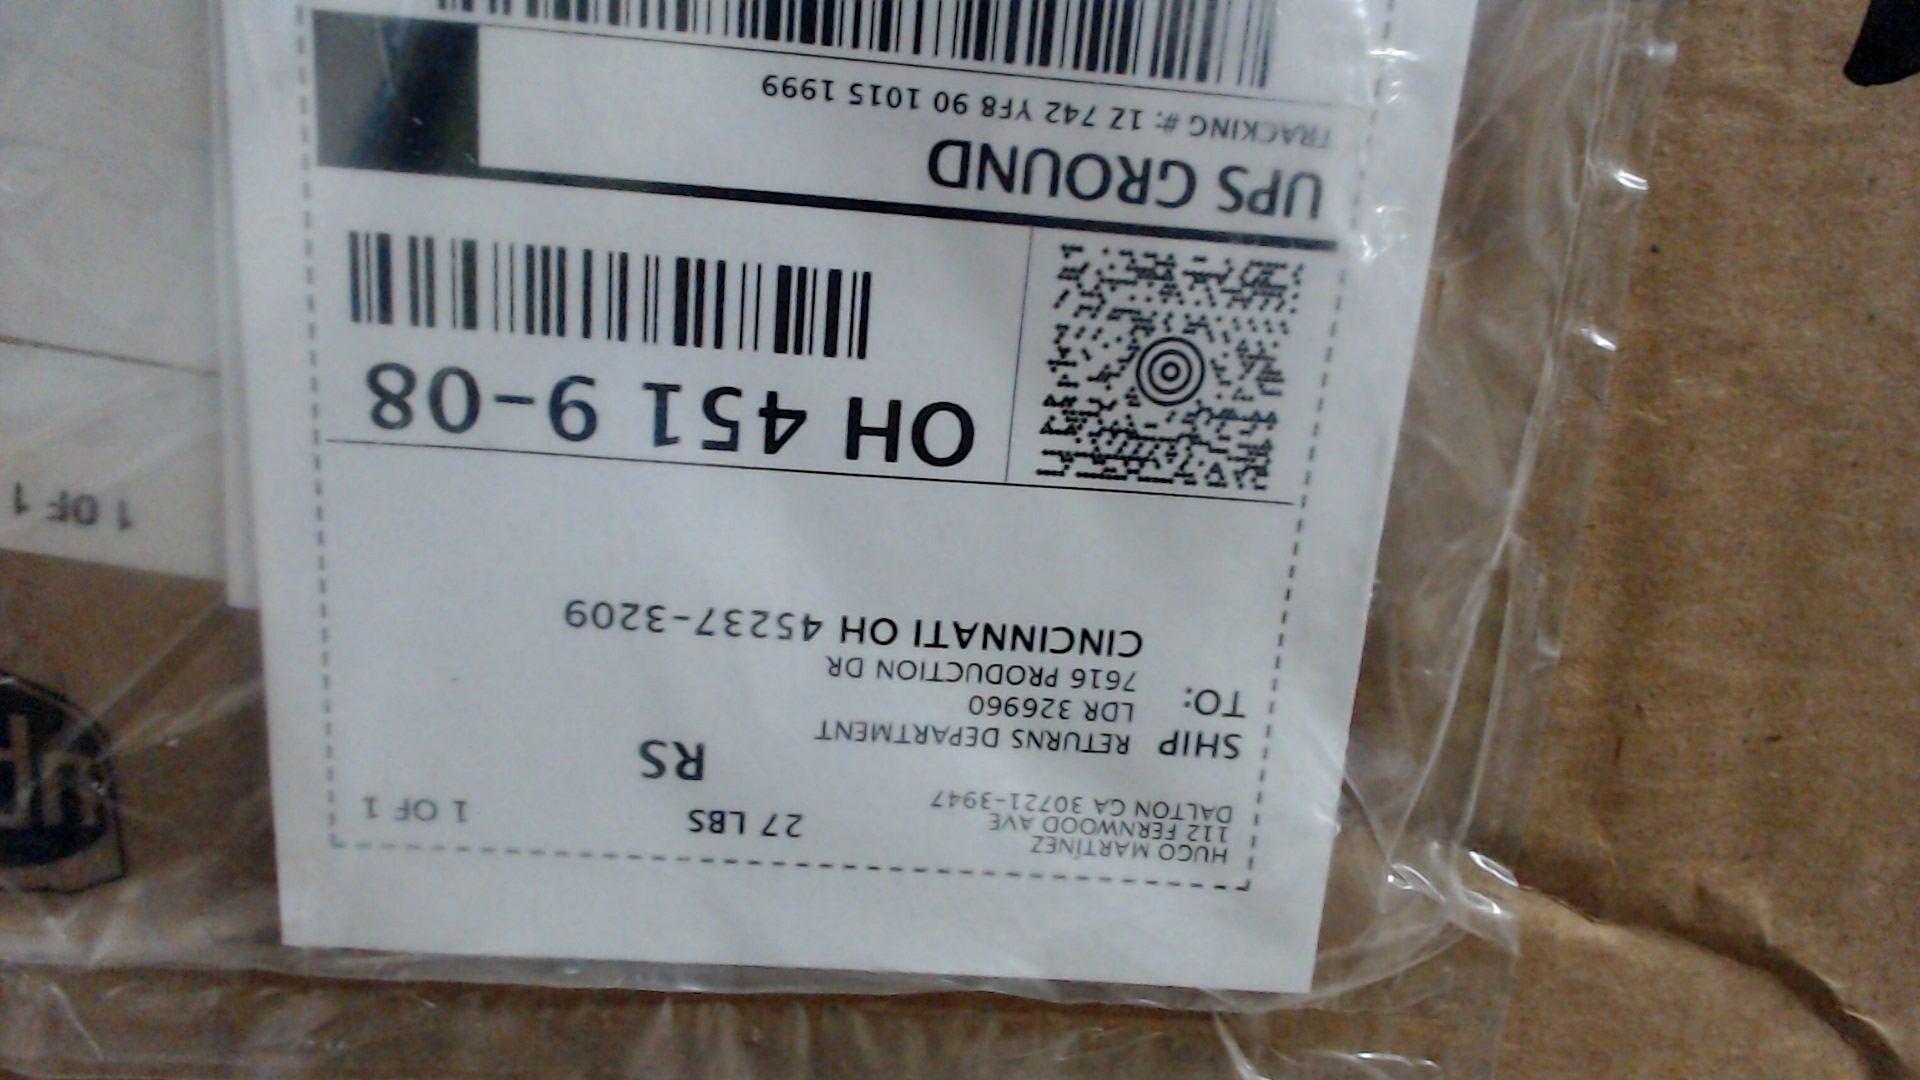 HUGO MARTÍNEZ
112 FERNWOOD AVE
DALTON GA 30721-3947
27 LBS
1 OF 1
RS
SHIP
TO:
RETURNS DEPARTMENT
LDR 326960
7616 PRODUCTION DR
CINCINNATI OH 45237-3209
OH 451 9-08
UPS GROUND
TRACKING #: 1Z 742 YF8 90 1015 1999
1 OF 1